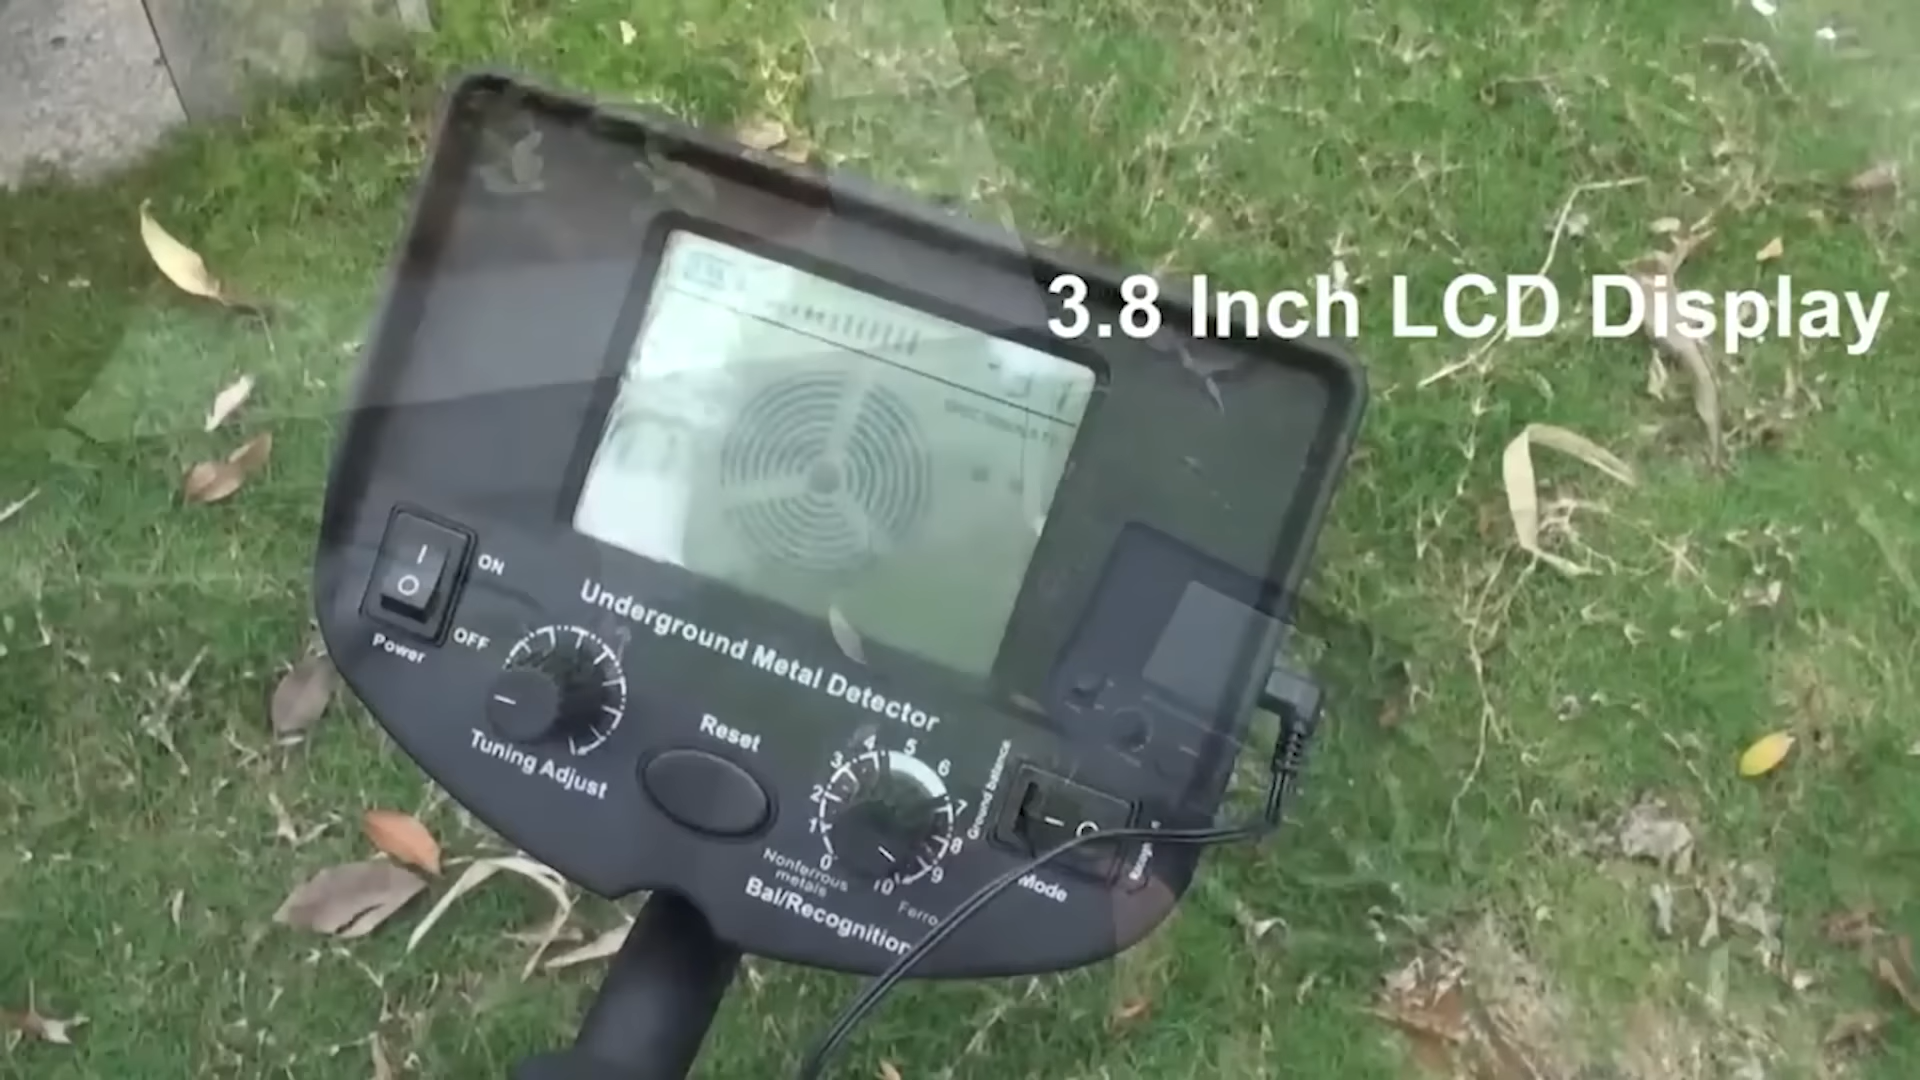 3.8 Inch LCD Display
I
O
ON
OFF
Power
Underground Metal Detector
Tuning Adjust
Reset
0 1 2 3 4 5 6 7 8 9 10
Nonferrous
metals
Bal/Recognition
Ground balance
Mode